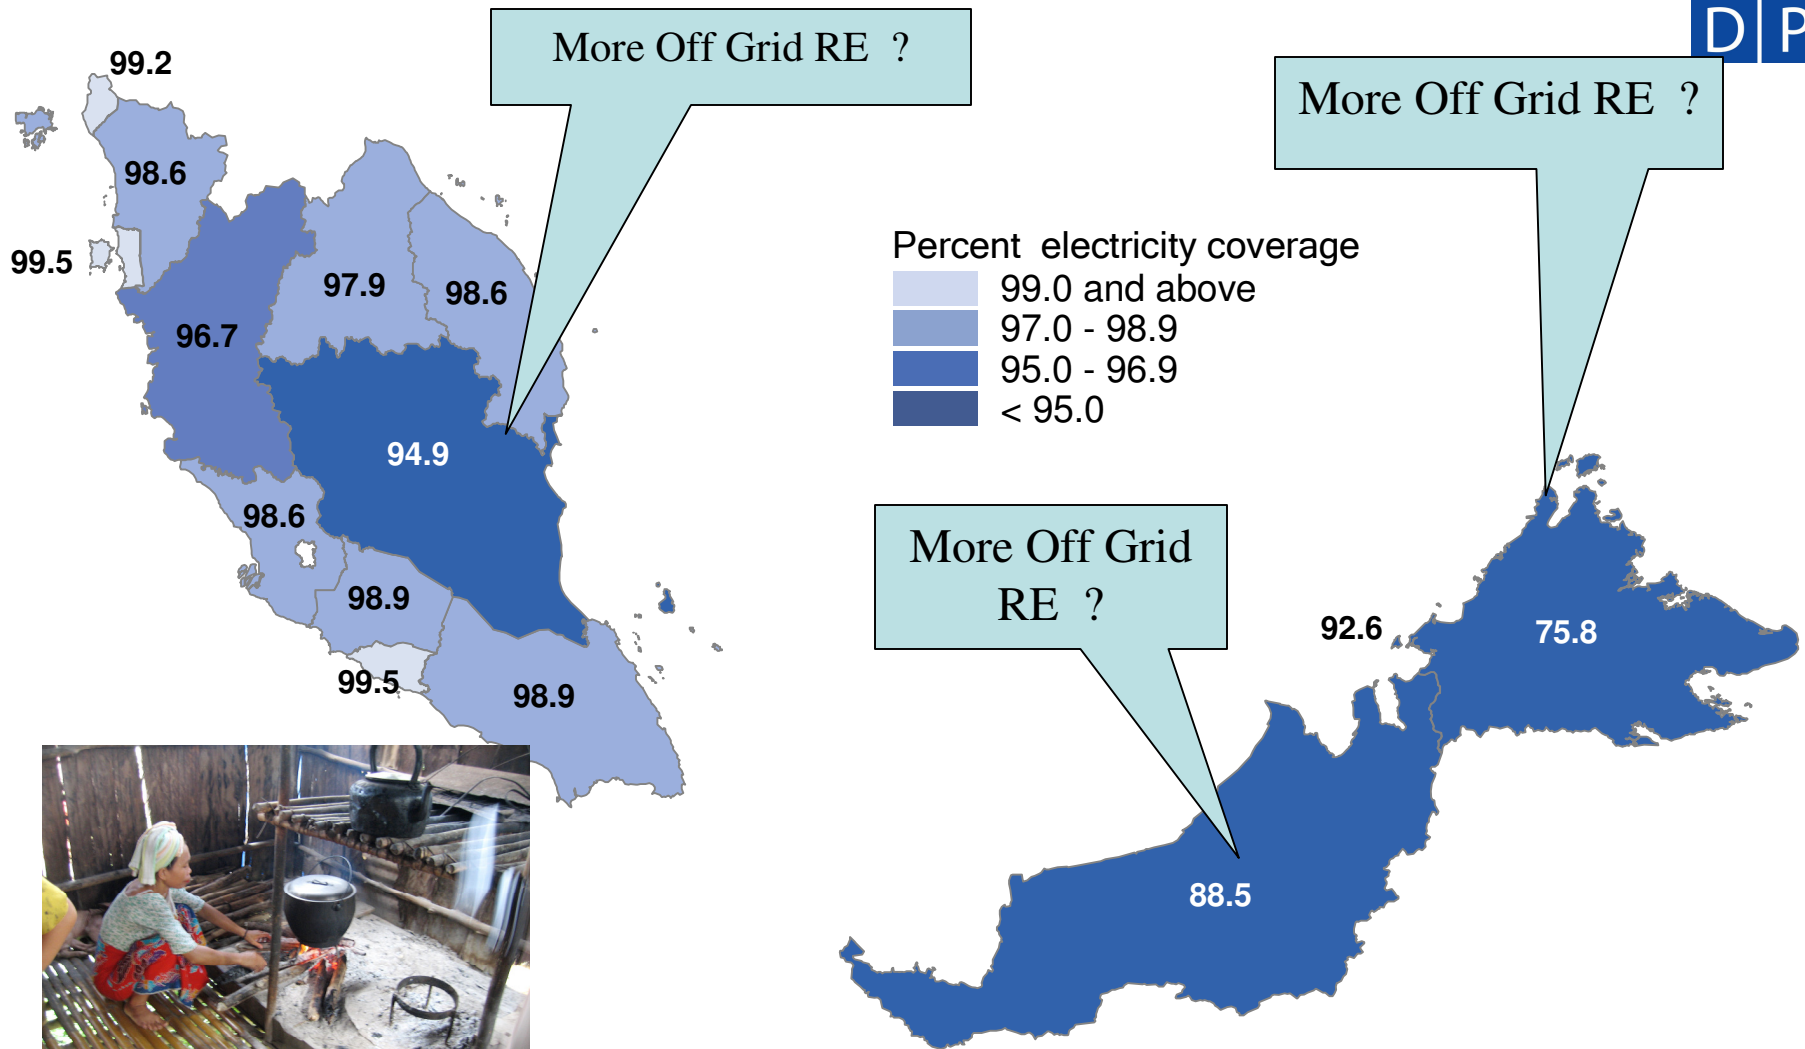 D P
More Off Grid RE ?
More Off Grid RE ?
99.2
98.6
99.5
97.9
98.6
96.7
Percent electricity coverage
99.0 and above
97.0 - 98.9
95.0 - 96.9
< 95.0
94.9
98.6
98.9
99.5
98.9
More Off Grid
RE ?
92.6
75.8
88.5